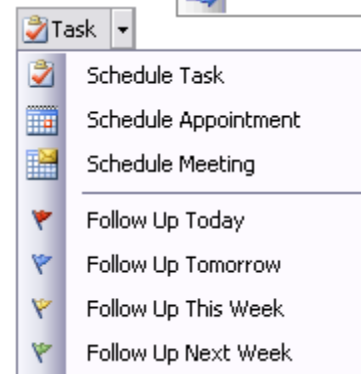 Task
Schedule Task
Schedule Appointment
Schedule Meeting
Follow Up Today
Follow Up Tomorrow
Follow Up This Week
Follow Up Next Week